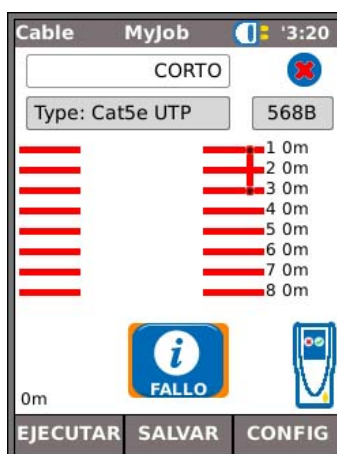 Cable MyJob '3:20
CORTO
Type: Cat5e UTP 568B
1 0m
2 0m
3 0m
4 0m
5 0m
6 0m
7 0m
8 0m
i
FALLO
0m
EJECUTAR SALVAR CONFIG